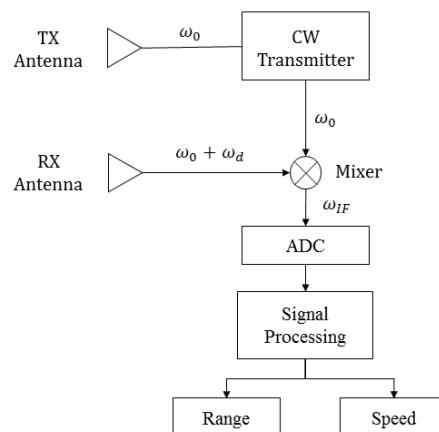 TX
Antenna
ω₀
CW
Transmitter
ω₀
RX
Antenna
ω₀ + ω_d
Mixer
ω_IF
ADC
Signal
Processing
Range
Speed